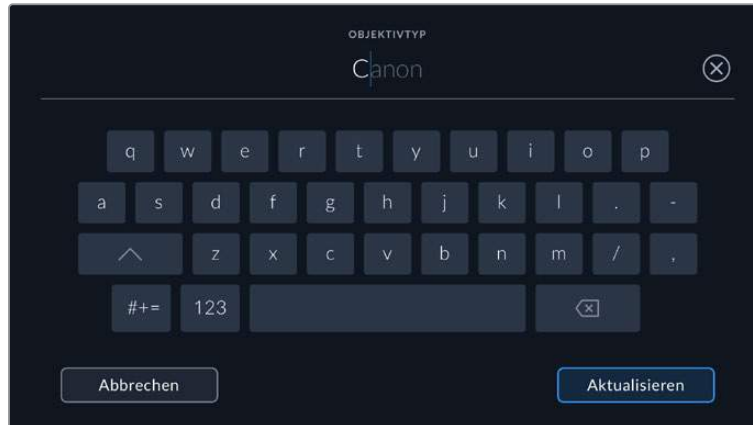 OBJEKTIVTYP
Canon
q w e r t y u i o p
a s d f g h j k l . -
z x c v b n m / ,
#+= 123
Abbrechen Aktualisieren